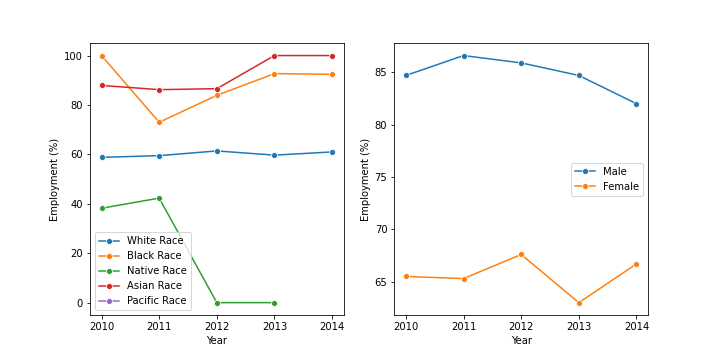 100
80
60
40
20
0
Employment (%)
White Race
Black Race
Native Race
Asian Race
Pacific Race
2010 2011 2012 2013 2014
Year
85
80
75
70
65
Employment (%)
Male
Female
2010 2011 2012 2013 2014
Year